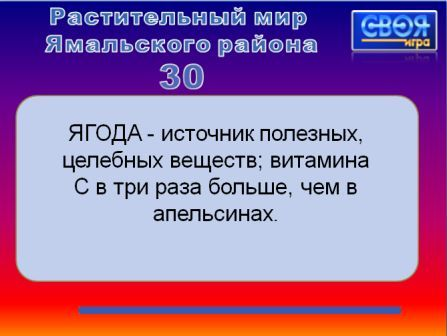 Растительный мир
Ямальского района
30
СВОЯ
игра
ЯГОДА - источник полезных,
целебных веществ; витамина
С в три раза больше, чем в
апельсинах.